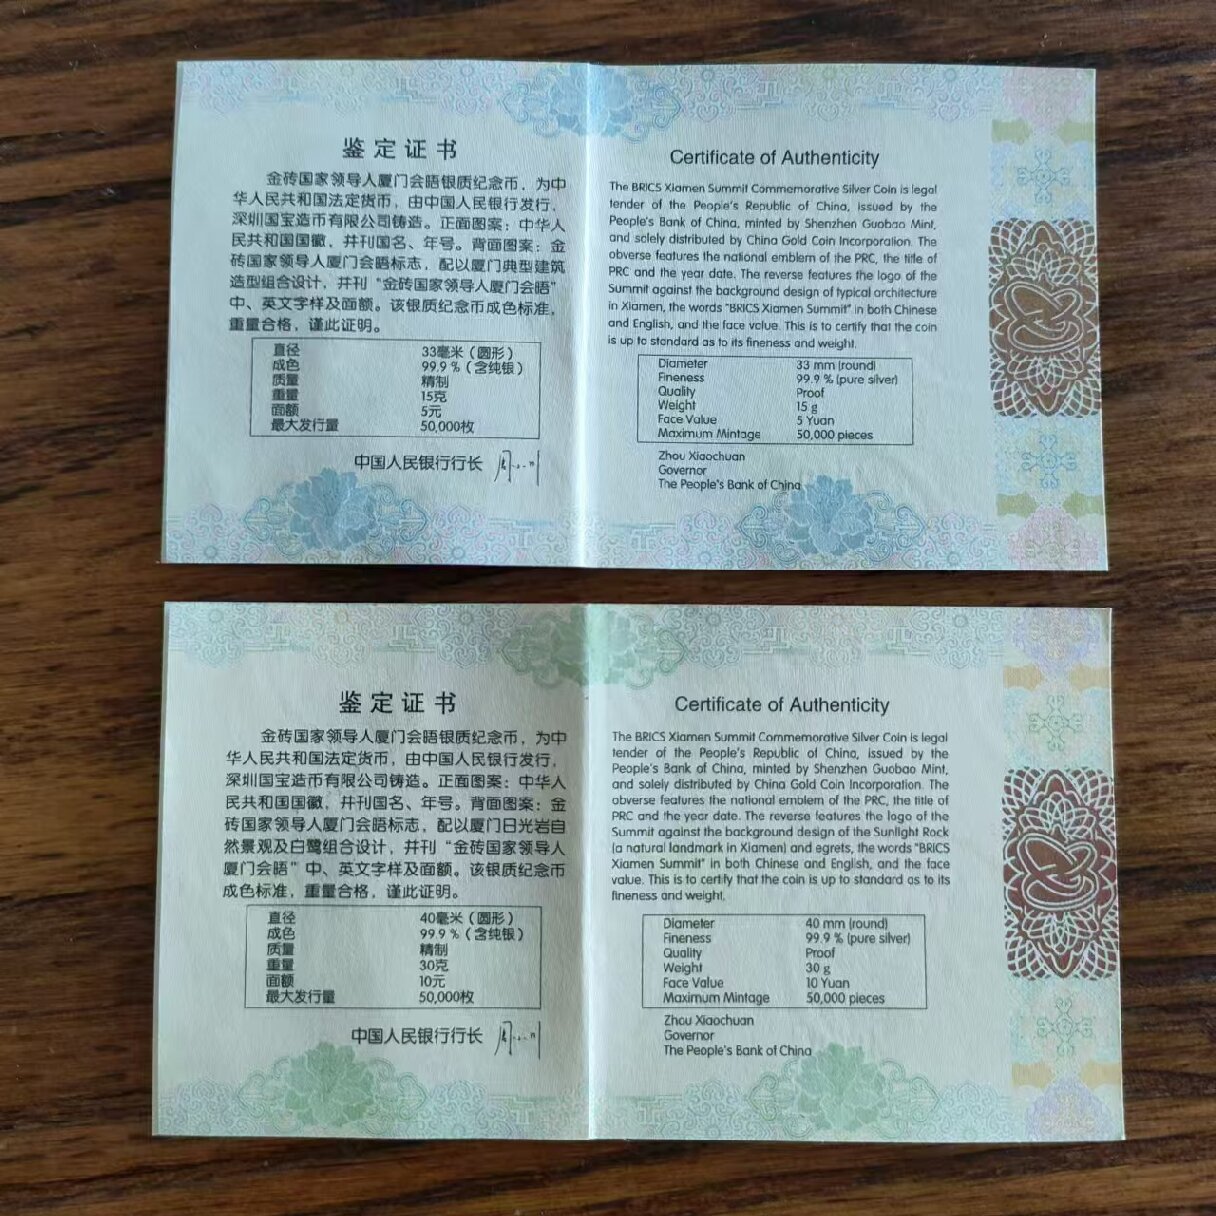 鉴定证书
金砖国家领导人厦门会晤银质纪念币，为中
华人民共和国法定货币，由中国人民银行发行，
深圳国宝造币有限公司铸造。正面图案：中华人
民共和国国徽，并刊国名、年号。背面图案：金
砖国家领导人厦门会晤标志，配以厦门典型建筑
造型组合设计，并刊“金砖国家领导人厦门会晤”
中、英文字样及面额。该银质纪念币成色标准，
重量合格，谨此证明。
直径 33毫米（圆形）
成色 99.9 %（含纯银）
质量 精制
重量 15克
面额 5元
最大发行量 50,000枚
中国人民银行行长
Certificate of Authenticity
The BRICS Xiamen Summit Commemorative Silver Coin is legal
tender of the People's Republic of China, issued by the
People's Bank of China, minted by Shenzhen Guobao Mint,
and solely distributed by China Gold Coin Incorporation. The
obverse features the national emblem of the PRC, the title of
PRC and the year date. The reverse features the logo of the
Summit against the background design of typical architecture
in Xiamen, the words "BRICS Xiamen Summit" in both Chinese
and English, and the face value. This is to certify that the coin
is up to standard as to its fineness and weight.
Diameter 33 mm (round)
Fineness 99.9 % (pure silver)
Quality Proof
Weight 15 g
Face Value 5 Yuan
Maximum Mintage 50,000 pieces
Zhou Xiaochuan
Governor
The People's Bank of China
鉴定证书
金砖国家领导人厦门会晤银质纪念币，为中
华人民共和国法定货币，由中国人民银行发行，
深圳国宝造币有限公司铸造。正面图案：中华人
民共和国国徽，并刊国名、年号。背面图案：金
砖国家领导人厦门会晤标志，配以厦门日光岩自
然景观及白鹭组合设计，并刊“金砖国家领导人
厦门会晤”中、英文字样及面额。该银质纪念币
成色标准，重量合格，谨此证明。
直径 40毫米（圆形）
成色 99.9 %（含纯银）
质量 精制
重量 30克
面额 10元
最大发行量 50,000枚
中国人民银行行长
Certificate of Authenticity
The BRICS Xiamen Summit Commemorative Silver Coin is legal
tender of the People's Republic of China, issued by the
People's Bank of China, minted by Shenzhen Guobao Mint,
and solely distributed by China Gold Coin Incorporation. The
obverse features the national emblem of the PRC, the title of
PRC and the year date. The reverse features the logo of the
Summit against the background design of the Sunlight Rock
(a natural landmark in Xiamen) and egrets, the words "BRICS
Xiamen Summit" in both Chinese and English, and the face
value. This is to certify that the coin is up to standard as to its
fineness and weight.
Diameter 40 mm (round)
Fineness 99.9 % (pure silver)
Quality Proof
Weight 30 g
Face Value 10 Yuan
Maximum Mintage 50,000 pieces
Zhou Xiaochuan
Governor
The People's Bank of China